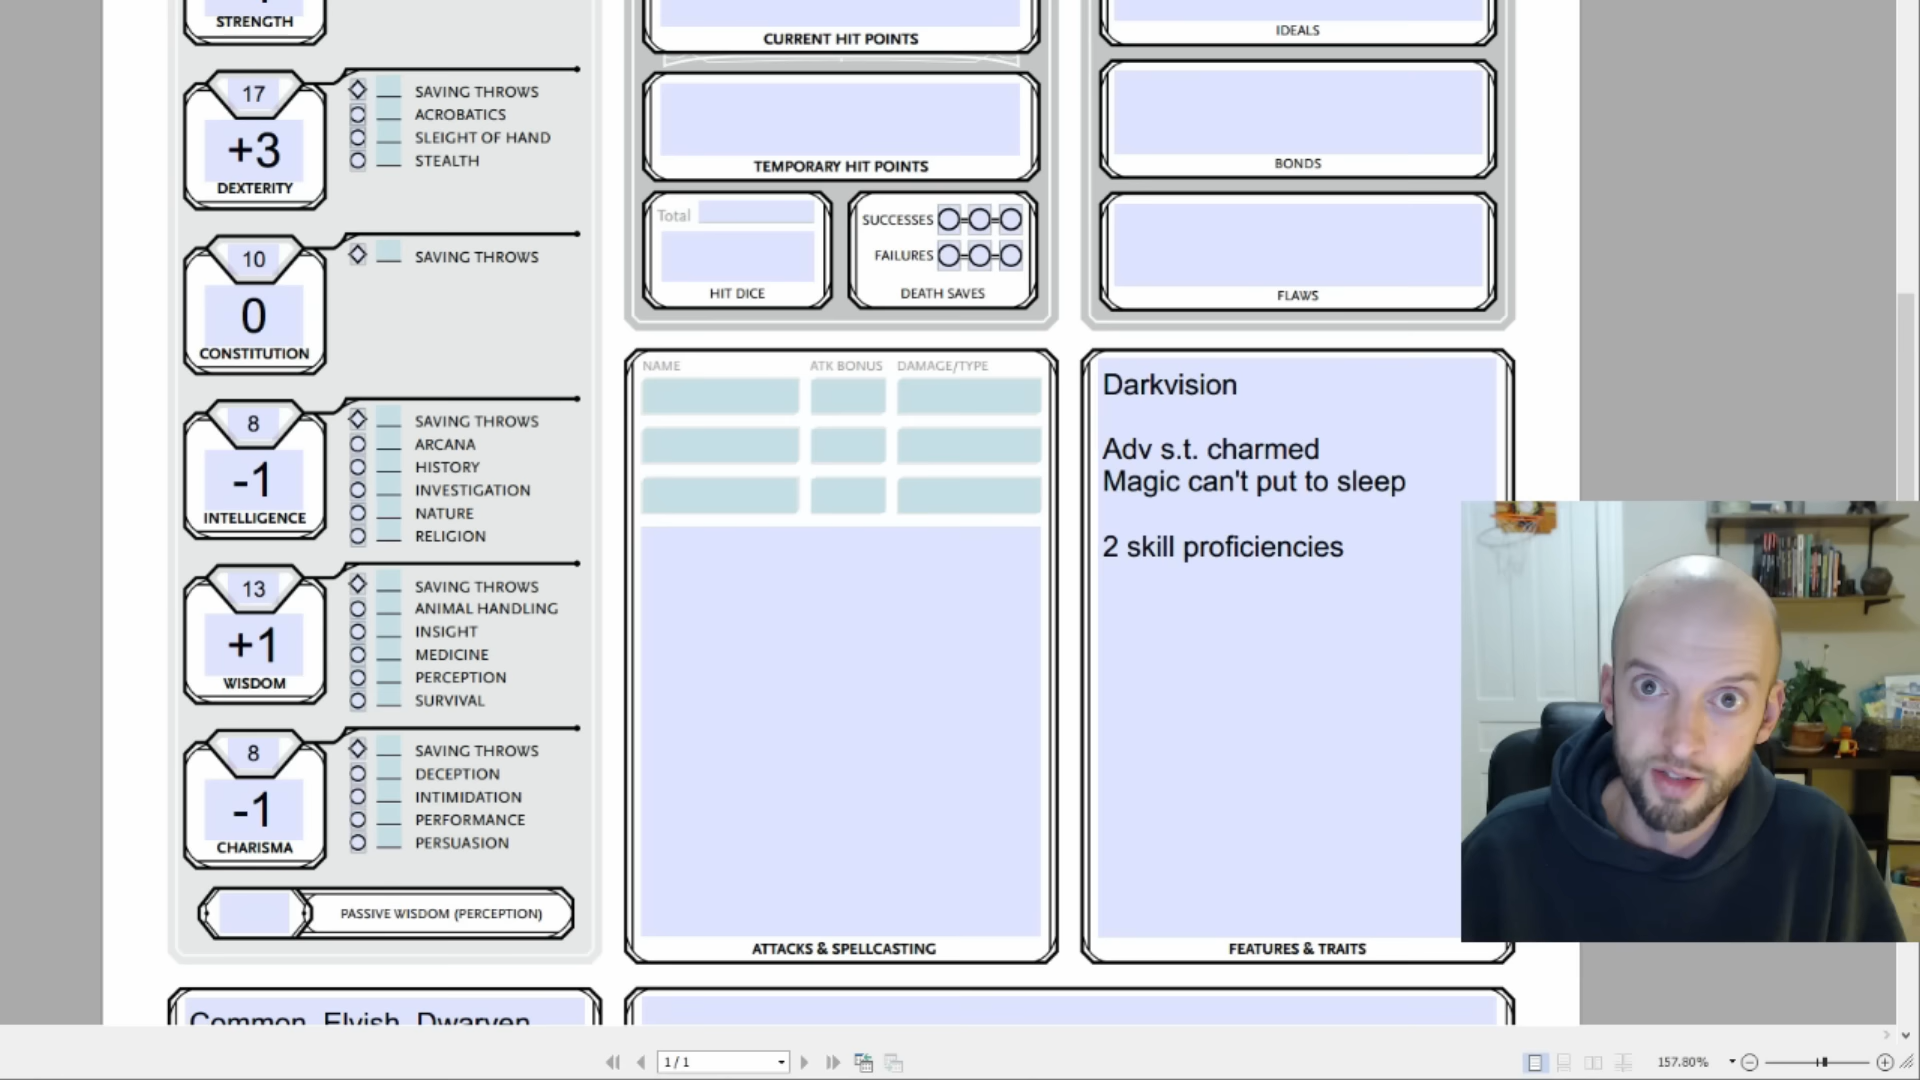 STRENGTH
17
+3
DEXTERITY
SAVING THROWS
ACROBATICS
SLEIGHT OF HAND
STEALTH
10
0
CONSTITUTION
SAVING THROWS
8
-1
INTELLIGENCE
SAVING THROWS
ARCANA
HISTORY
INVESTIGATION
NATURE
RELIGION
13
+1
WISDOM
SAVING THROWS
ANIMAL HANDLING
INSIGHT
MEDICINE
PERCEPTION
SURVIVAL
8
-1
CHARISMA
SAVING THROWS
DECEPTION
INTIMIDATION
PERFORMANCE
PERSUASION
PASSIVE WISDOM (PERCEPTION)
Common, Elvish, Dwarven
CURRENT HIT POINTS
TEMPORARY HIT POINTS
Total
HIT DICE
SUCCESSES
FAILURES
DEATH SAVES
NAME ATK BONUS DAMAGE/TYPE
ATTACKS & SPELLCASTING
IDEALS
BONDS
FLAWS
Darkvision
Adv s.t. charmed
Magic can't put to sleep
2 skill proficiencies
FEATURES & TRAITS
1 / 1
157.80%